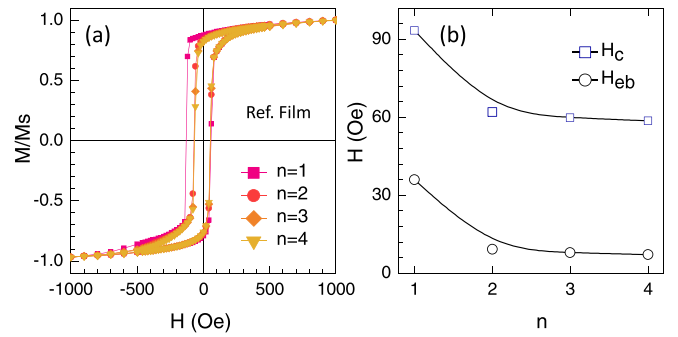 (a)
1.0
0.5
0.0
-0.5
-1.0
M/Ms
Ref. Film
n=1
n=2
n=3
n=4
-1000
-500
0
500
1000
H (Oe)
(b)
H_c
H_eb
90
60
30
0
H (Oe)
1
2
3
4
n